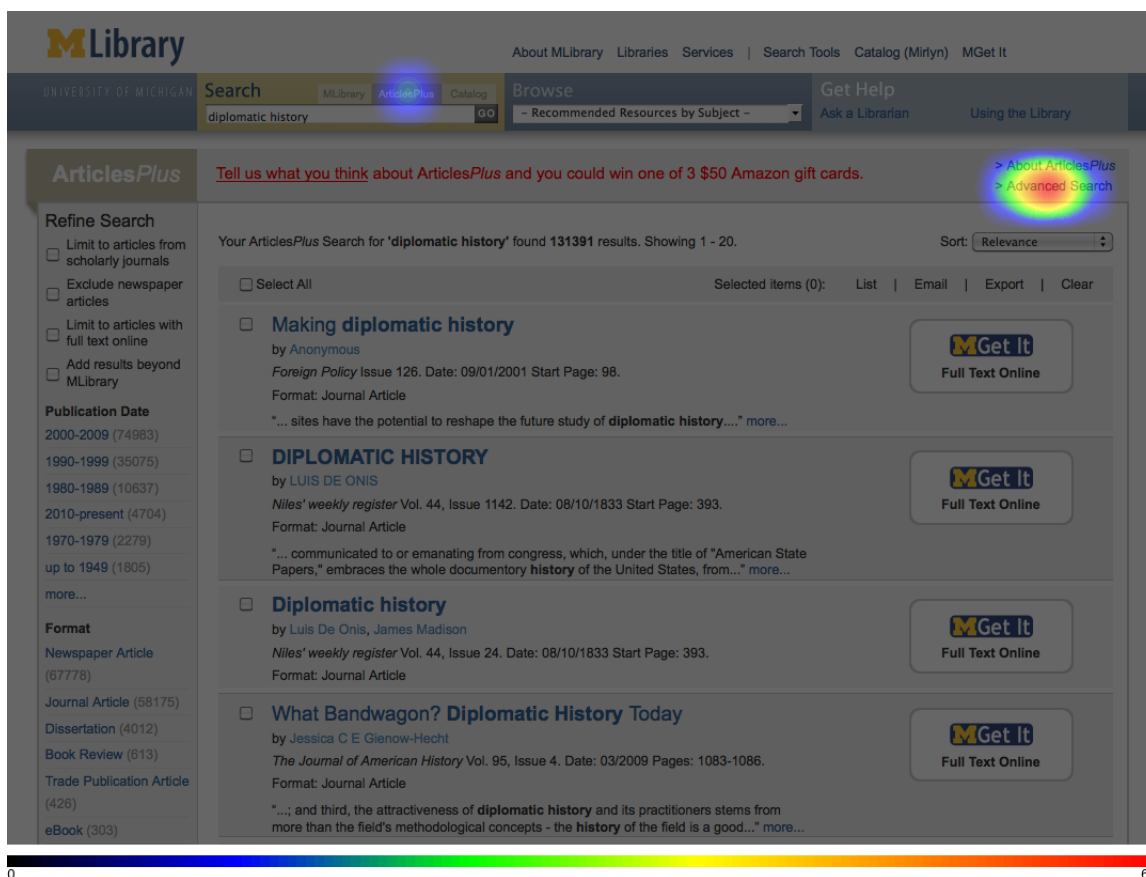 MLibrary
About MLibrary Libraries Services | Search Tools Catalog (Mirlyn) MGet It
UNIVERSITY OF MICHIGAN
Search
MLibrary ArticlesPlus Catalog
diplomatic history
GO
Browse
– Recommended Resources by Subject –
Get Help
Ask a Librarian Using the Library
ArticlesPlus
Tell us what you think about ArticlesPlus and you could win one of 3 $50 Amazon gift cards.
> About ArticlesPlus
> Advanced Search
Refine Search
Limit to articles from
scholarly journals
Exclude newspaper
articles
Limit to articles with
full text online
Add results beyond
MLibrary
Publication Date
2000-2009 (74983)
1990-1999 (35075)
1980-1989 (10637)
2010-present (4704)
1970-1979 (2279)
up to 1949 (1805)
more...
Format
Newspaper Article
(67778)
Journal Article (58175)
Dissertation (4012)
Book Review (613)
Trade Publication Article
(426)
eBook (303)
Your ArticlesPlus Search for 'diplomatic history' found 131391 results. Showing 1 - 20.
Sort: Relevance
Select All
Selected items (0): List | Email | Export | Clear
Making diplomatic history
by Anonymous
Foreign Policy Issue 126. Date: 09/01/2001 Start Page: 98.
Format: Journal Article
"... sites have the potential to reshape the future study of diplomatic history...." more...
MGet It
Full Text Online
DIPLOMATIC HISTORY
by LUIS DE ONIS
Niles' weekly register Vol. 44, Issue 1142. Date: 08/10/1833 Start Page: 393.
Format: Journal Article
"... communicated to or emanating from congress, which, under the title of "American State
Papers," embraces the whole documentory history of the United States, from..." more...
MGet It
Full Text Online
Diplomatic history
by Luis De Onis, James Madison
Niles' weekly register Vol. 44, Issue 24. Date: 08/10/1833 Start Page: 393.
Format: Journal Article
MGet It
Full Text Online
What Bandwagon? Diplomatic History Today
by Jessica C E Gienow-Hecht
The Journal of American History Vol. 95, Issue 4. Date: 03/2009 Pages: 1083-1086.
Format: Journal Article
"...; and third, the attractiveness of diplomatic history and its practitioners stems from
more than the field's methodological concepts - the history of the field is a good..." more...
MGet It
Full Text Online
0 6